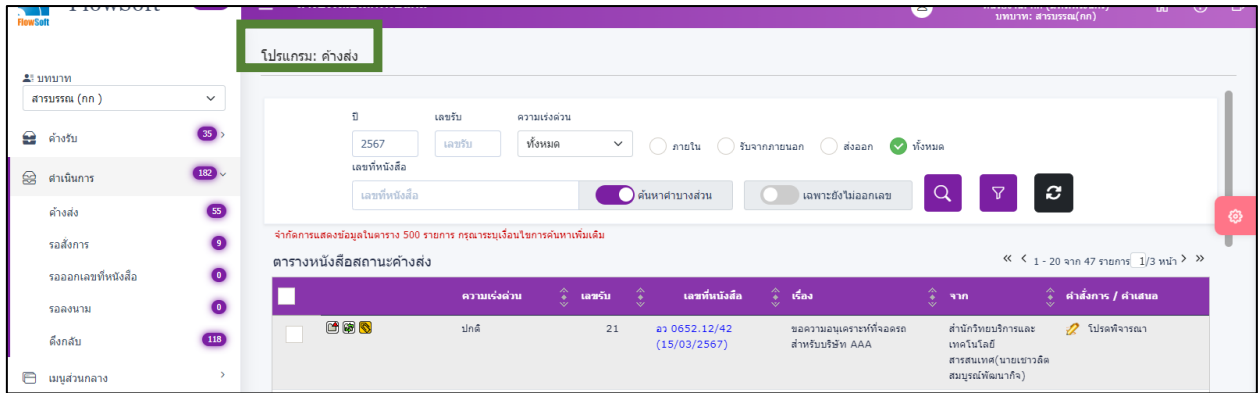 FlowSoft
FlowSoft
บทบาท: สารบรรณ(กก)
โปรแกรม: ค้างส่ง
บทบาท
สารบรรณ (กก )
ค้างรับ 35
ดำเนินการ 182
ค้างส่ง 55
รอสั่งการ 9
รอออกเลขที่หนังสือ 0
รอลงนาม 0
ดึงกลับ 118
เมนูส่วนกลาง
ปี เลขรับ ความเร่งด่วน
2567 เลขรับ ทั้งหมด ภายใน รับจากภายนอก ส่งออก ทั้งหมด
เลขที่หนังสือ
เลขที่หนังสือ ค้นหาคำบางส่วน เฉพาะยังไม่ออกเลข
จำกัดการแสดงข้อมูลในตาราง 500 รายการ กรุณาระบุเงื่อนไขการค้นหาเพิ่มเติม
ตารางหนังสือสถานะค้างส่ง 1 - 20 จาก 47 รายการ 1/3 หน้า
ความเร่งด่วน เลขรับ เลขที่หนังสือ เรื่อง จาก คำสั่งการ / คำเสนอ
ปกติ 21 อว 0652.12/42 ขอความอนุเคราะห์ที่จอดรถ สำนักวิทยบริการและ โปรดพิจารณา
(15/03/2567) สำหรับบริษัท AAA เทคโนโลยี
สารสนเทศ(นายเชาวลิต
สมบูรณ์พัฒนากิจ)